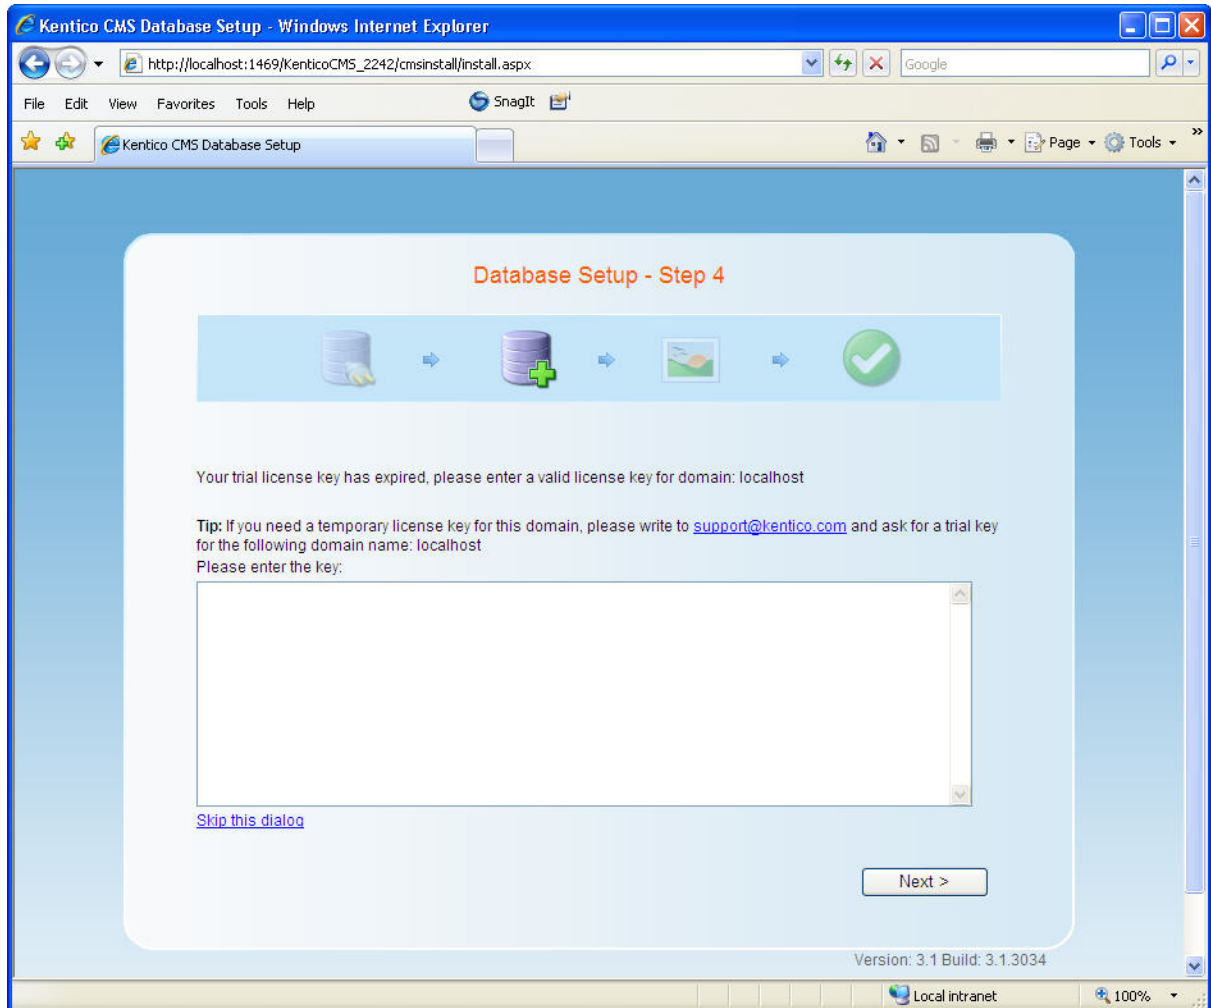 Kentico CMS Database Setup - Windows Internet Explorer
http://localhost:1469/KenticoCMS_2242/cmsinstall/install.aspx
Google
File Edit View Favorites Tools Help
SnagIt
Kentico CMS Database Setup
Page
Tools
Database Setup - Step 4
Your trial license key has expired, please enter a valid license key for domain: localhost
Tip: If you need a temporary license key for this domain, please write to support@kentico.com and ask for a trial key
for the following domain name: localhost
Please enter the key:
Skip this dialog
Next >
Version: 3.1 Build: 3.1.3034
Local intranet
100%